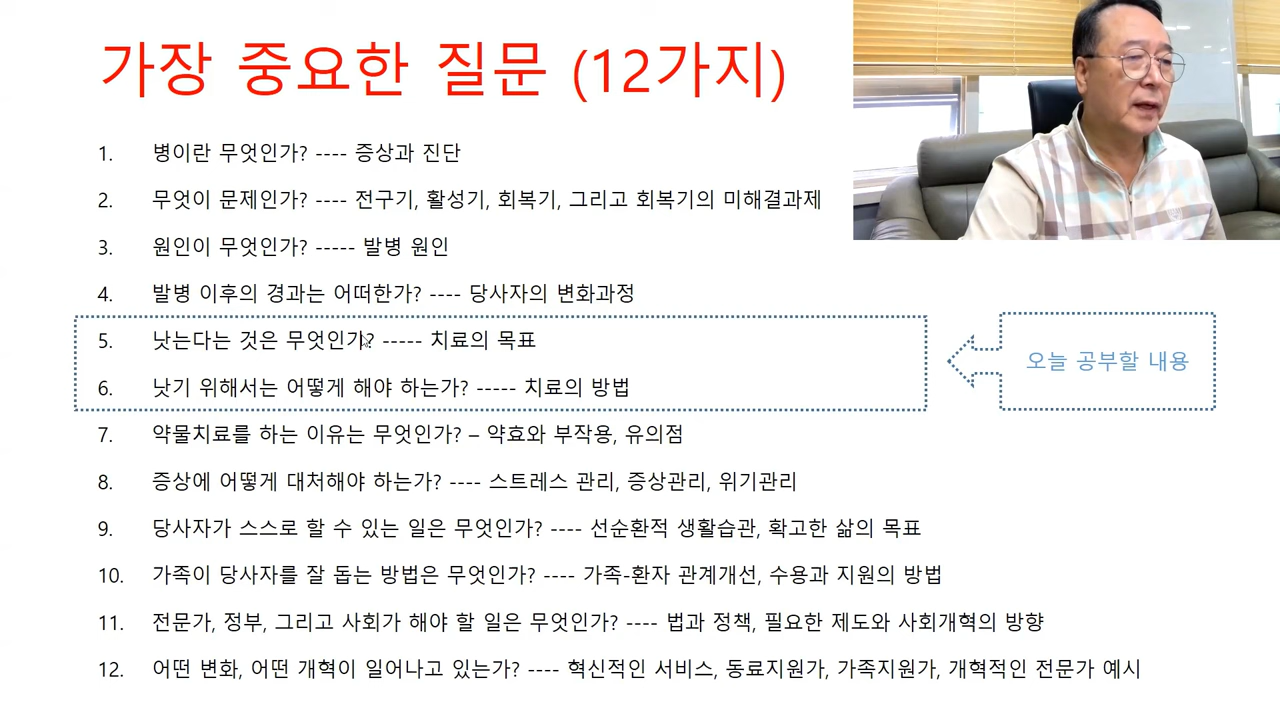 가장 중요한 질문 (12가지)
1. 병이란 무엇인가? ---- 증상과 진단
2. 무엇이 문제인가? ---- 전구기, 활성기, 회복기, 그리고 회복기의 미해결과제
3. 원인이 무엇인가? ----- 발병 원인
4. 발병 이후의 경과는 어떠한가? ---- 당사자의 변화과정
5. 낫는다는 것은 무엇인가? ----- 치료의 목표
6. 낫기 위해서는 어떻게 해야 하는가? ----- 치료의 방법
오늘 공부할 내용
7. 약물치료를 하는 이유는 무엇인가? – 약효와 부작용, 유의점
8. 증상에 어떻게 대처해야 하는가? ---- 스트레스 관리, 증상관리, 위기관리
9. 당사자가 스스로 할 수 있는 일은 무엇인가? ---- 선순환적 생활습관, 확고한 삶의 목표
10. 가족이 당사자를 잘 돕는 방법은 무엇인가? ---- 가족-환자 관계개선, 수용과 지원의 방법
11. 전문가, 정부, 그리고 사회가 해야 할 일은 무엇인가? ---- 법과 정책, 필요한 제도와 사회개혁의 방향
12. 어떤 변화, 어떤 개혁이 일어나고 있는가? ---- 혁신적인 서비스, 동료지원가, 가족지원가, 개혁적인 전문가 예시